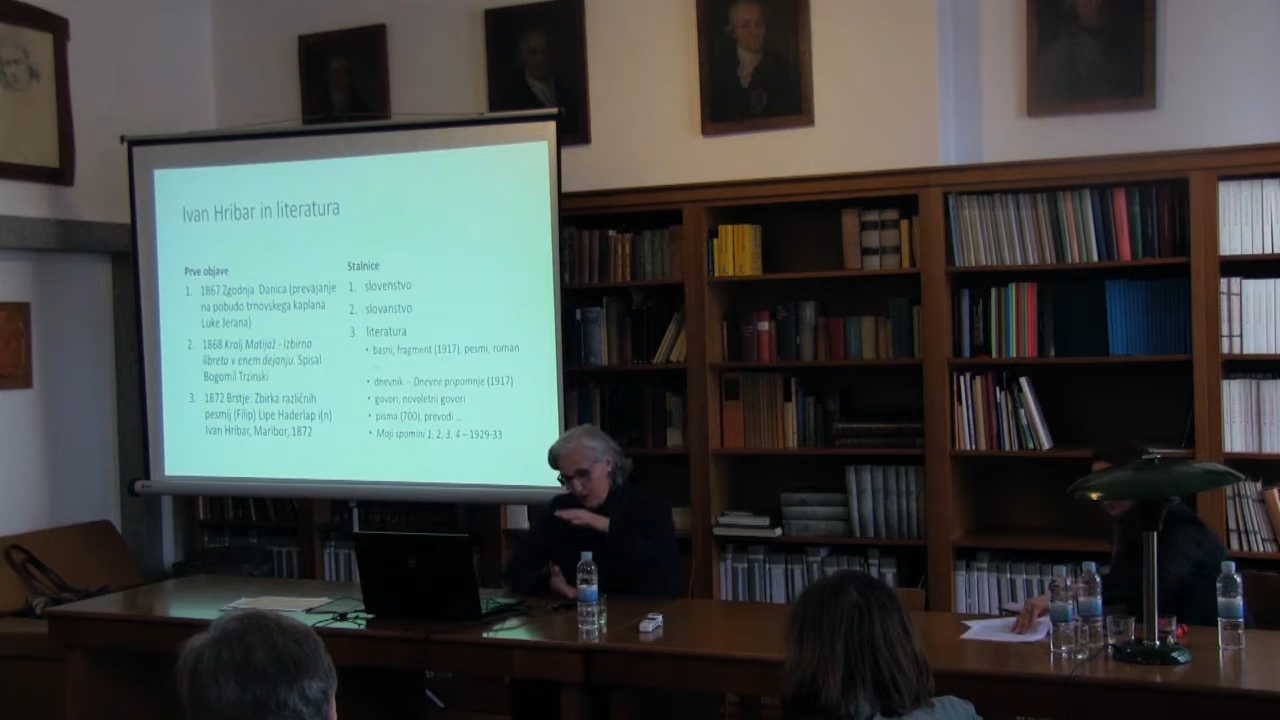 Ivan Hribar in literatura
Prve objave
1. 1867 Zgodnja Danica (prevajanje
na pobudo trnovskega kaplana
Luke Jerana)
2. 1868 Kralj Matijaž - Izbirna
libreta v enem dejanju. Spisal
Bogomil Trzinski
3. 1872 Brstje: Zbirka različnih
pesmij (Filip) Lipe Haderlap i(n)
Ivan Hribar, Maribor, 1872
Stalnice
1. slovenstvo
2. slovanstvo
3. literatura
• basni, fragment (1917), pesmi, roman
...
• dnevnik – Dnevne pripomnje (1917)
• govori, novoletni govori
• pisma (700), prevodi ...
• Moji spomini 1, 2, 3, 4 – 1929-33